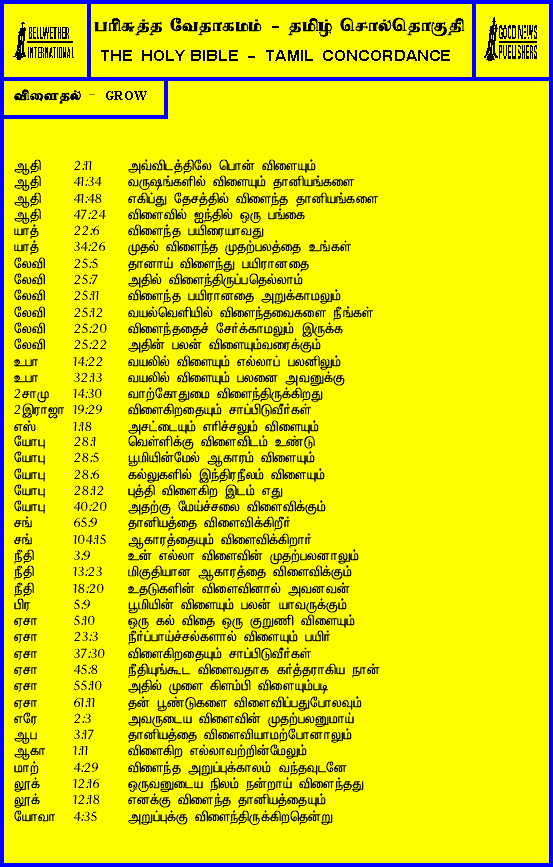 BELLWETHER
INTERNATIONAL
பரிசுத்த வேதாகமம் - தமிழ் சொல்தொகுதி
THE HOLY BIBLE - TAMIL CONCORDANCE
GOOD NEWS
PUBLISHERS
விளைதல் - GROW
ஆதி 2:11 அவ்விடத்திலே பொன் விளையும்
ஆதி 41:34 வருஷங்களில் விளையும் தானியங்களை
ஆதி 41:48 எகிப்து தேசத்தில் விளைந்த தானியங்களை
ஆதி 47:24 விளைவில் ஐந்தில் ஒரு பங்கை
யாத் 22:6 விளைந்த பயிரையாவது
யாத் 34:26 முதல் விளைந்த முதற்பலத்தை உங்கள்
லேவி 25:5 தானாய் விளைந்து பயிரானதை
லேவி 25:7 அதில் விளைந்திருப்பதெல்லாம்
லேவி 25:11 விளைந்த பயிரானதை அறுக்காமலும்
லேவி 25:12 வயல்வெளியில் விளைந்தவைகளை நீங்கள்
லேவி 25:20 விளைந்ததைச் சேர்க்காமலும் இருக்க
லேவி 25:22 அதின் பலன் விளையும்வரைக்கும்
உபா 14:22 வயலில் விளையும் எல்லாப் பலனிலும்
உபா 32:13 வயலில் விளையும் பலனை அவனுக்கு
2சாமு 14:30 வாற்கோதுமை விளைந்திருக்கிறது
2இராஜா 19:29 விளைகிறதையும் சாப்பிடுவீர்கள்
எஸ் 1:18 அசட்டையும் எரிச்சலும் விளையும்
யோபு 28:1 வெள்ளிக்கு விளைவிடம் உண்டு
யோபு 28:5 பூமியின்மேல் ஆகாரம் விளையும்
யோபு 28:6 கல்லுகளில் இந்திரநீலம் விளையும்
யோபு 28:12 புத்தி விளைகிற இடம் எது
யோபு 40:20 அதற்கு மேய்ச்சலை விளைவிக்கும்
சங் 65:9 தானியத்தை விளைவிக்கிறீர்
சங் 104:15 ஆகாரத்தையும் விளைவிக்கிறார்
நீதி 3:9 உன் எல்லா விளைவின் முதற்பலனாலும்
நீதி 13:23 மிகுதியான ஆகாரத்தை விளைவிக்கும்
நீதி 18:20 உதடுகளின் விளைவினால் அவனவன்
பிர 5:9 பூமியின் விளையும் பலன் யாவருக்கும்
ஏசா 5:10 ஒரு கல விதை ஒரு குறுணி விளையும்
ஏசா 23:3 நீர்ப்பாய்ச்சல்களால் விளையும் பயிர்
ஏசா 37:30 விளைகிறதையும் சாப்பிடுவீர்கள்
ஏசா 45:8 நீதியுங்கூட விளைவதாக கர்த்தராகிய நான்
ஏசா 55:10 அதில் முளை கிளம்பி விளையும்படி
ஏசா 61:11 தன் பூண்டுகளை விளைவிப்பதுபோலவும்
எரே 2:3 அவருடைய விளைவின் முதற்பலனுமாய்
ஆப 3:17 தானியத்தை விளைவியாமற்போனாலும்
ஆகா 1:11 விளைகிற எல்லாவற்றின்மேலும்
மாற் 4:29 விளைந்த அறுப்புக்காலம் வந்தவுடனே
லூக் 12:16 ஒருவனுடைய நிலம் நன்றாய் விளைந்தது
லூக் 12:18 எனக்கு விளைந்த தானியத்தையும்
யோவா 4:35 அறுப்புக்கு விளைந்திருக்கிறதென்று